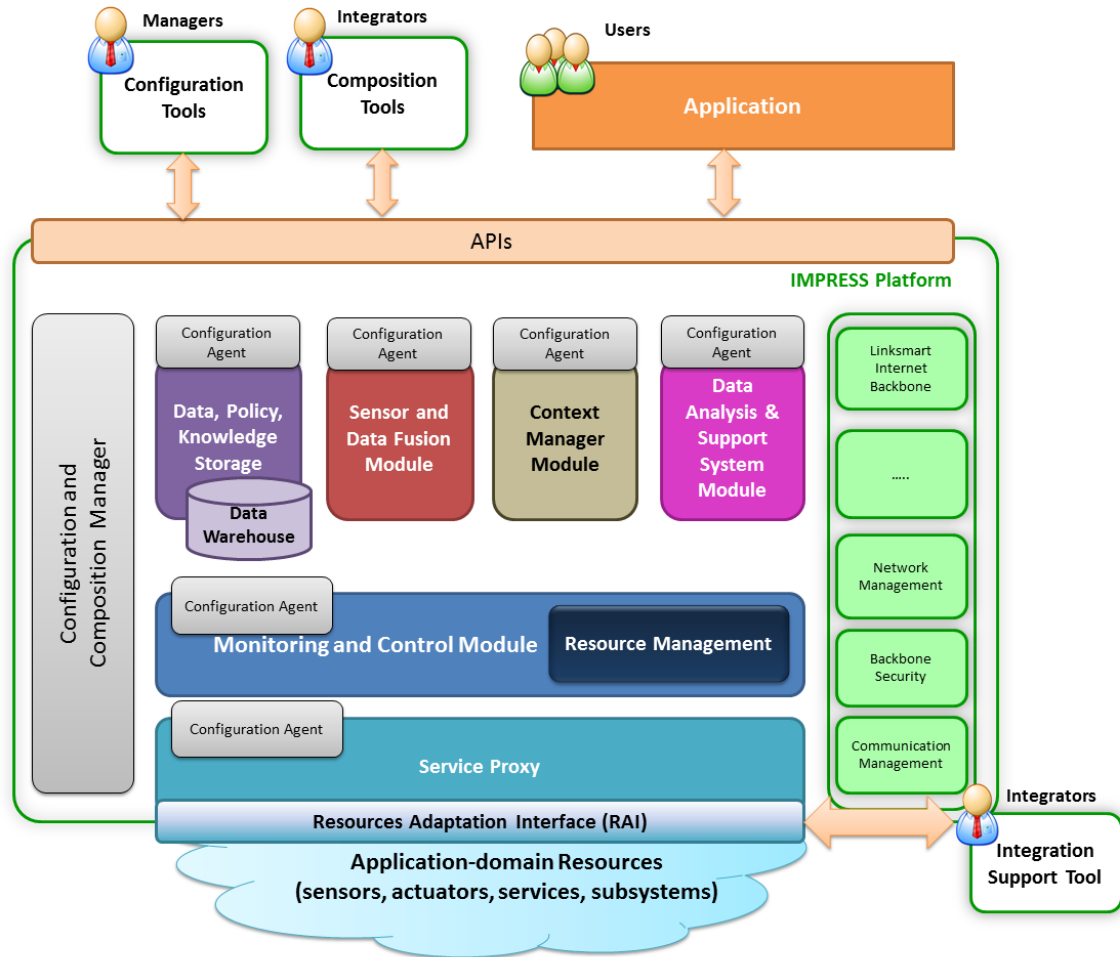 Managers
Configuration
Tools
Integrators
Composition
Tools
Users
Application
APIs
IMPRESS Platform
Configuration and
Composition Manager
Configuration
Agent
Data, Policy,
Knowledge
Storage
Data
Warehouse
Configuration
Agent
Sensor and
Data Fusion
Module
Configuration
Agent
Context
Manager
Module
Configuration
Agent
Data
Analysis &
Support
System
Module
Linksmart
Internet
Backbone
.....
Network
Management
Backbone
Security
Communication
Management
Configuration Agent
Monitoring and Control Module
Resource Management
Configuration Agent
Service Proxy
Resources Adaptation Interface (RAI)
Application-domain Resources
(sensors, actuators, services, subsystems)
Integrators
Integration
Support Tool